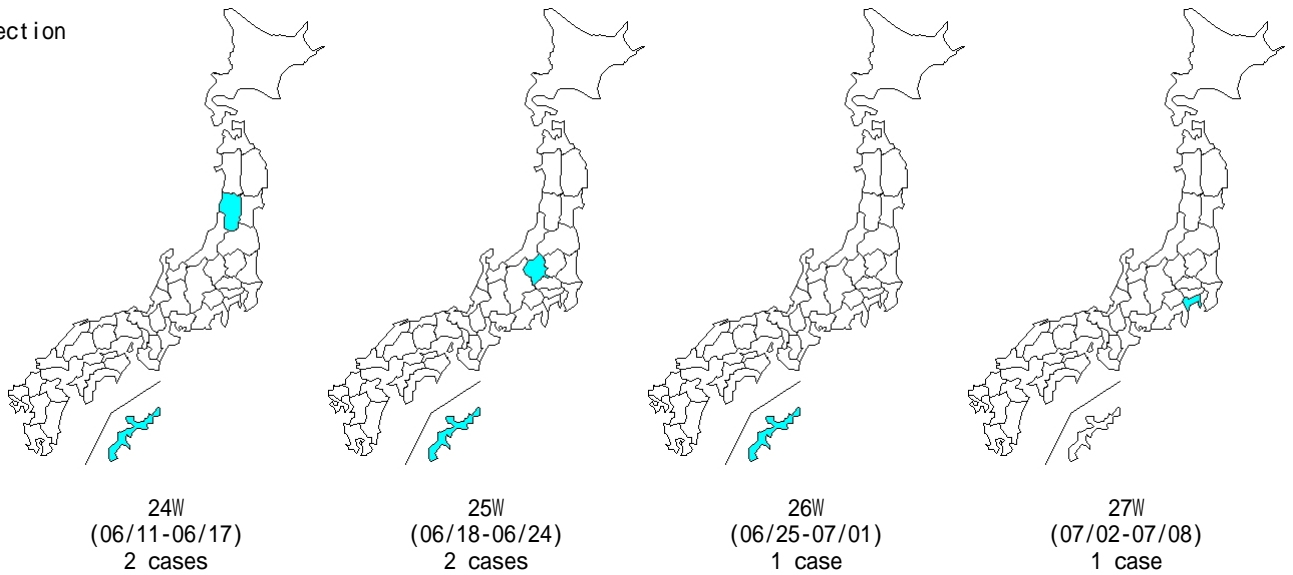 ection
24W
(06/11-06/17)
2 cases
25W
(06/18-06/24)
2 cases
26W
(06/25-07/01)
1 case
27W
(07/02-07/08)
1 case